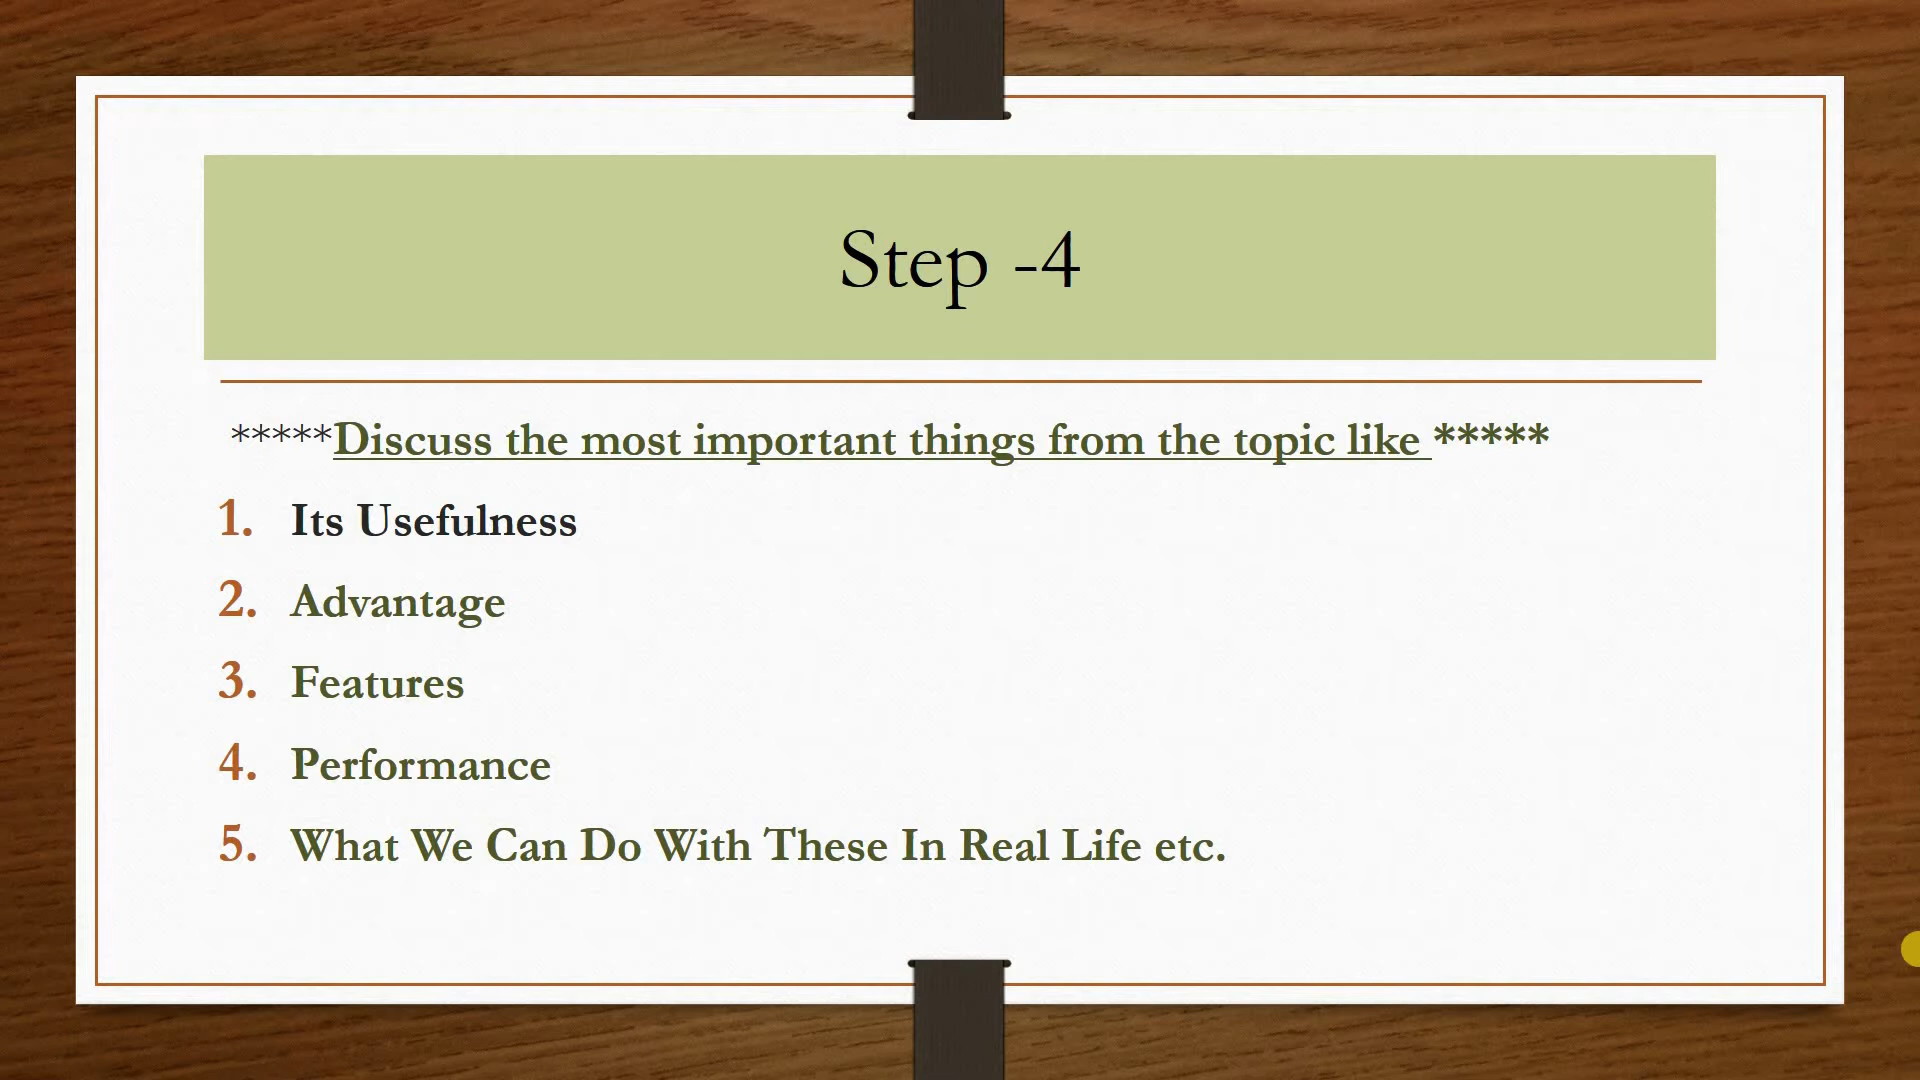 Step -4
*****Discuss the most important things from the topic like *****
1. Its Usefulness
2. Advantage
3. Features
4. Performance
5. What We Can Do With These In Real Life etc.